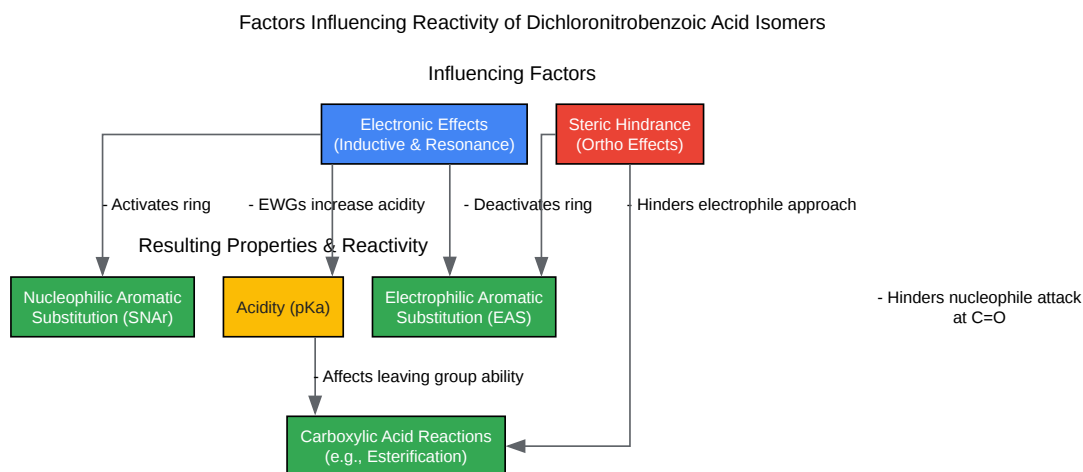 Factors Influencing Reactivity of Dichloronitrobenzoic Acid Isomers
Influencing Factors
Electronic Effects
(Inductive & Resonance)
Steric Hindrance
(Ortho Effects)
- Activates ring
- EWGs increase acidity
- Deactivates ring
- Hinders electrophile approach
Resulting Properties & Reactivity
Nucleophilic Aromatic
Substitution (SNAr)
Acidity (pKa)
Electrophilic Aromatic
Substitution (EAS)
- Hinders nucleophile attack
at C=O
- Affects leaving group ability
Carboxylic Acid Reactions
(e.g., Esterification)